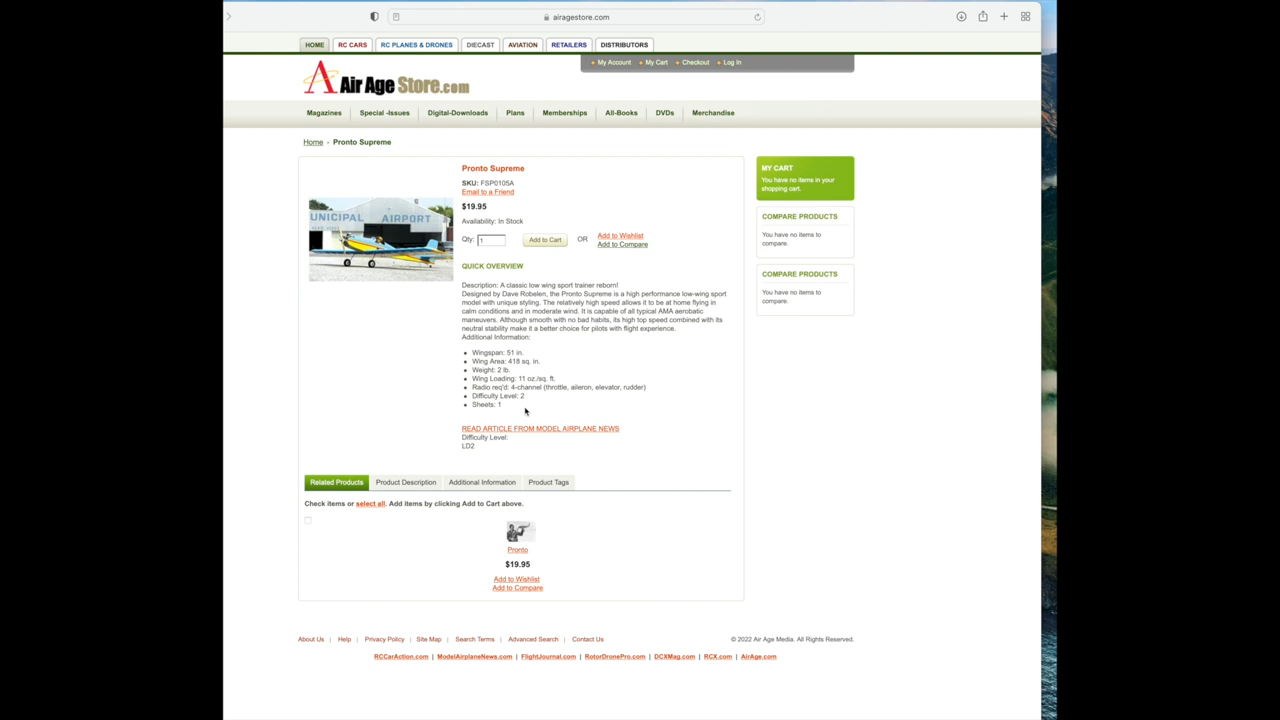 airagestore.com
HOME
RC CARS
RC PLANES & DRONES
DIECAST
AVIATION
RETAILERS
DISTRIBUTORS
My Account
My Cart
Checkout
Log In
A Air Age Store.com
Magazines
Special -Issues
Digital-Downloads
Plans
Memberships
All-Books
DVDs
Merchandise
Home › Pronto Supreme
UNICIPAL AIRPORT
Pronto Supreme
SKU: FSP0105A
Email to a Friend
$19.95
Availability: In Stock
Qty: 1
Add to Cart
OR
Add to Wishlist
Add to Compare
QUICK OVERVIEW
Description: A classic low wing sport trainer reborn!
Designed by Dave Robelen, the Pronto Supreme is a high performance low-wing sport
model with unique styling. The relatively high speed allows it to be at home flying in
calm conditions and in moderate wind. It is capable of all typical AMA aerobatic
maneuvers. Although smooth with no bad habits, its high top speed combined with its
neutral stability make it a better choice for pilots with flight experience.
Additional Information:
Wingspan: 51 in.
Wing Area: 418 sq. in.
Weight: 2 lb.
Wing Loading: 11 oz./sq. ft.
Radio req'd: 4-channel (throttle, aileron, elevator, rudder)
Difficulty Level: 2
Sheets: 1
READ ARTICLE FROM MODEL AIRPLANE NEWS
Difficulty Level:
LD2
MY CART
You have no items in your
shopping cart.
COMPARE PRODUCTS
You have no items to
compare.
COMPARE PRODUCTS
You have no items to
compare.
Related Products
Product Description
Additional Information
Product Tags
Check items or select all. Add items by clicking Add to Cart above.
Pronto
$19.95
Add to Wishlist
Add to Compare
About Us | Help | Privacy Policy | Site Map | Search Terms | Advanced Search | Contact Us
© 2022 Air Age Media. All Rights Reserved.
RCCarAction.com | ModelAirplaneNews.com | FlightJournal.com | RotorDronePro.com | DCXMag.com | RCX.com | AirAge.com